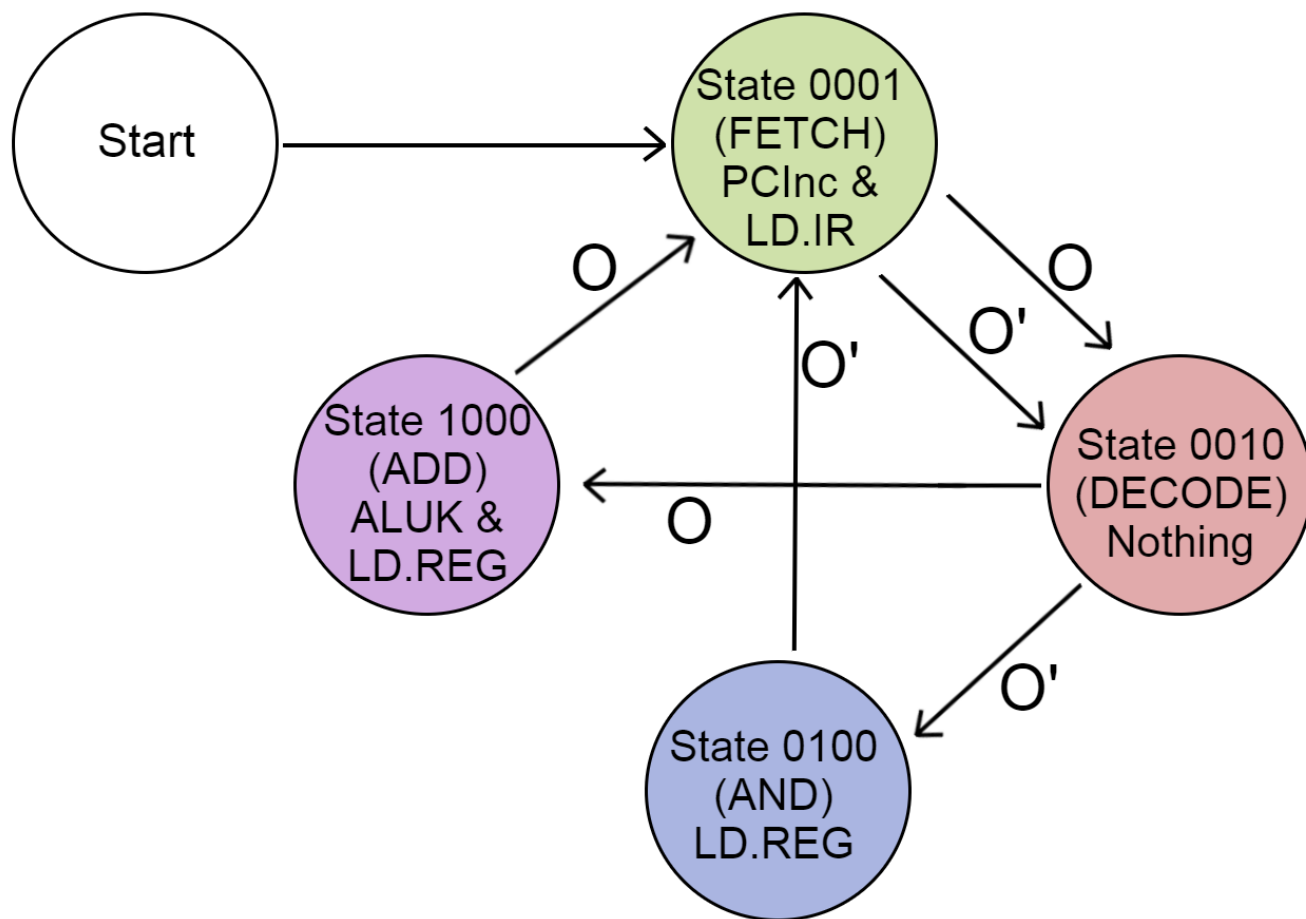 Start
State 0001
(FETCH)
PCInc &
LD.IR
O
O'
O
O'
State 1000
(ADD)
ALUK &
LD.REG
State 0010
(DECODE)
Nothing
O
O'
State 0100
(AND)
LD.REG